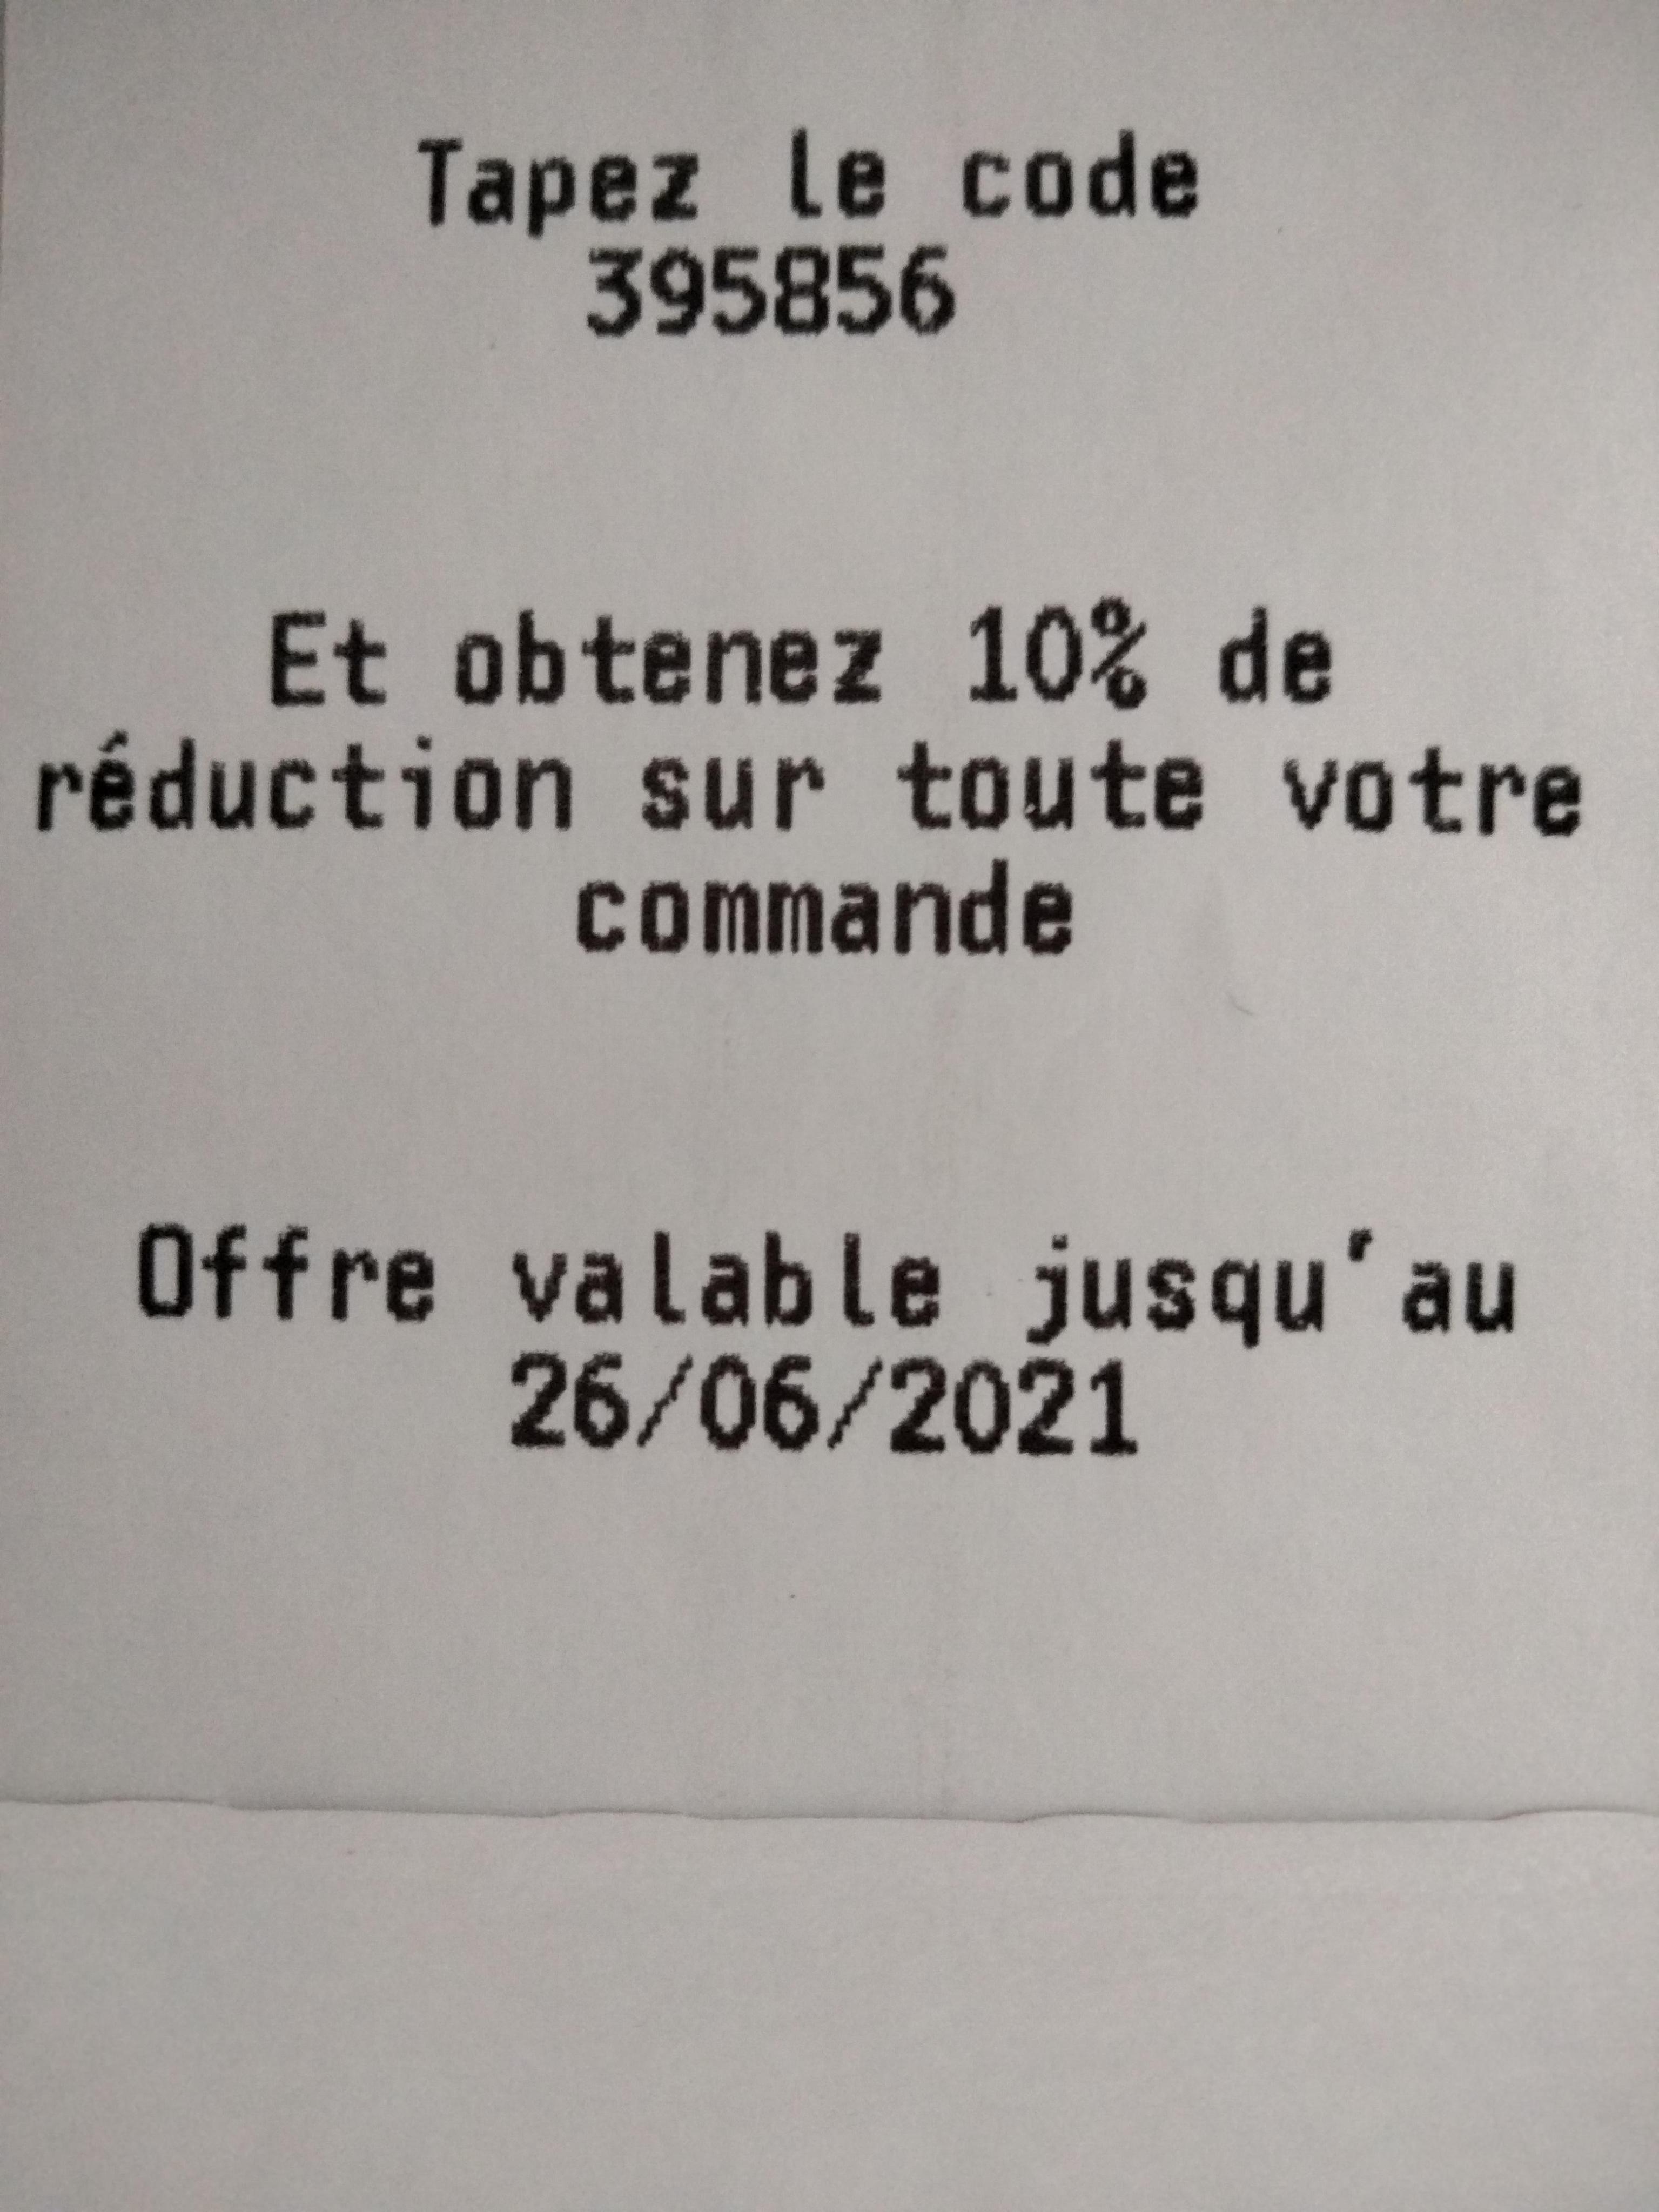 Tapez le code
395856
Et obtenez 10% de
réduction sur toute votre
commande
Offre valable jusqu'au
26/06/2021